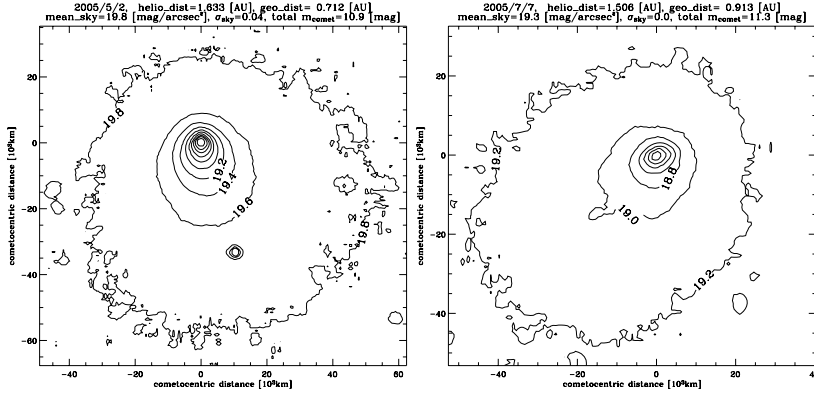 2005/5/2, helio_dist=1.633 [AU], geo_dist= 0.712 [AU]
mean_sky=19.8 [mag/arcsec²], σsky=0.04, total mcomet=10.9 [mag]
cometocentric distance [10³km]
20
0
-20
-40
-60
19.8
19.2
19.4
19.6
19.8
-40 -20 0 20 40 60
cometocentric distance [10³km]
2005/7/7, helio_dist=1.506 [AU], geo_dist= 0.913 [AU]
mean_sky=19.3 [mag/arcsec²], σsky=0.0, total mcomet=11.3 [mag]
cometocentric distance [10³km]
20
0
-20
-40
19.2
18.8
19.0
19.2
-40 -20 0 20
cometocentric distance [10³km]